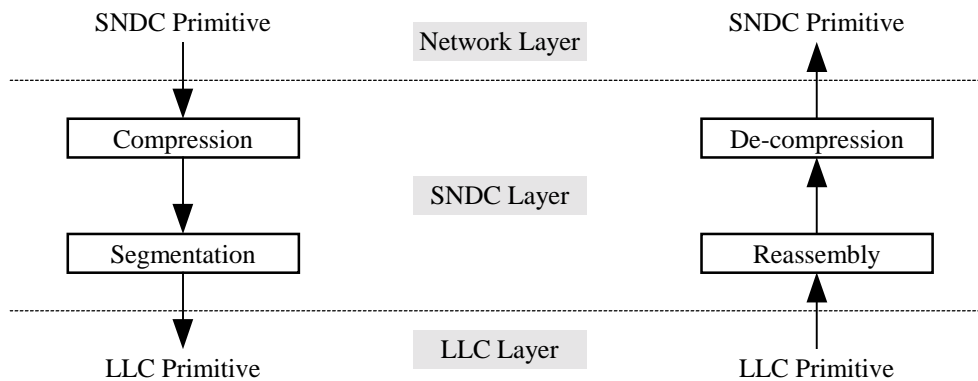 SNDC Primitive
Network Layer
SNDC Primitive
Compression
De-compression
SNDC Layer
Segmentation
Reassembly
LLC Layer
LLC Primitive
LLC Primitive